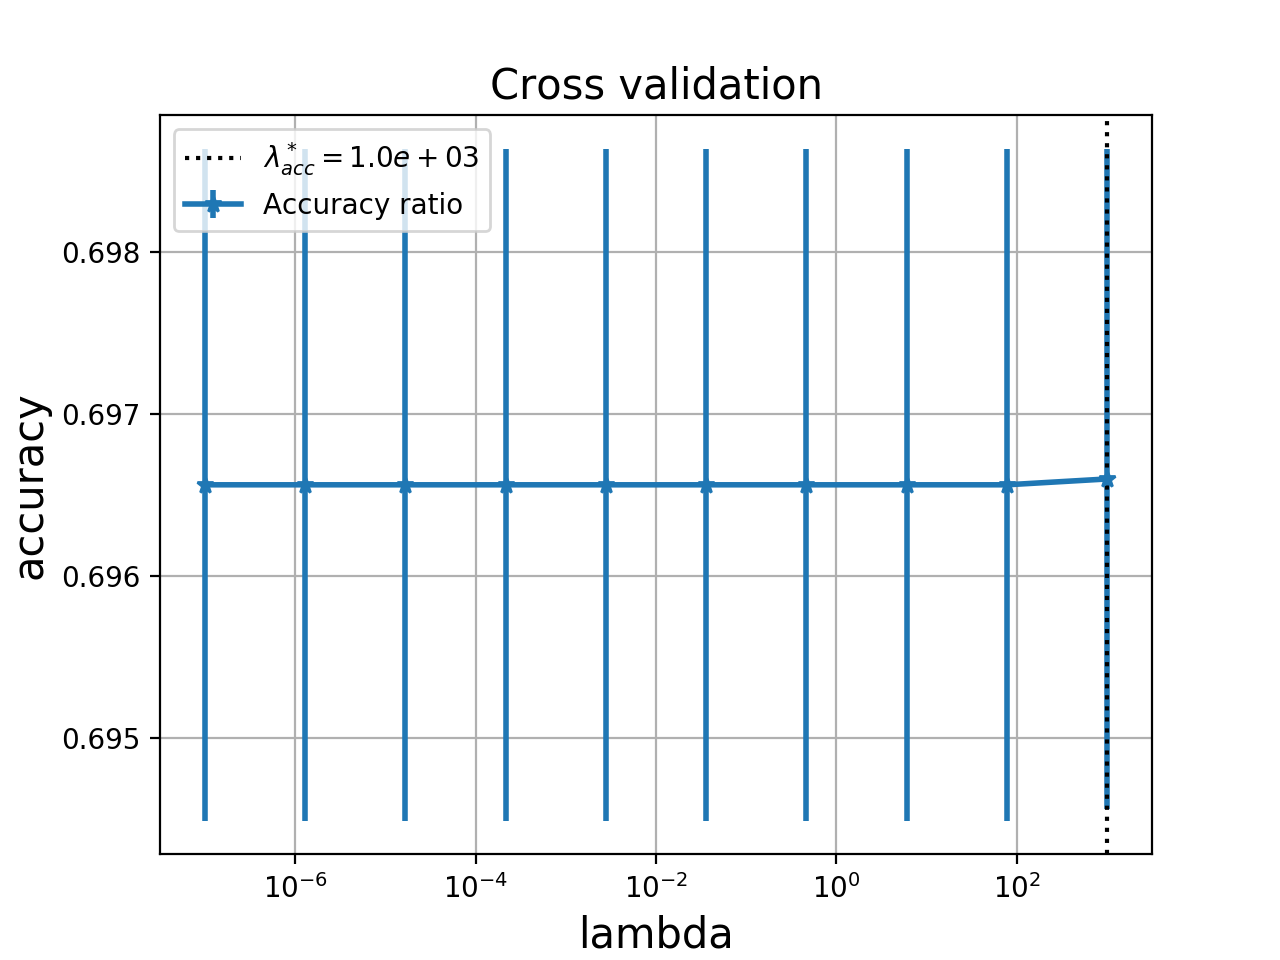 Cross validation
λ*acc = 1.0e + 03
Accuracy ratio
accuracy
0.698
0.697
0.696
0.695
10⁻⁶ 10⁻⁴ 10⁻² 10⁰ 10²
lambda